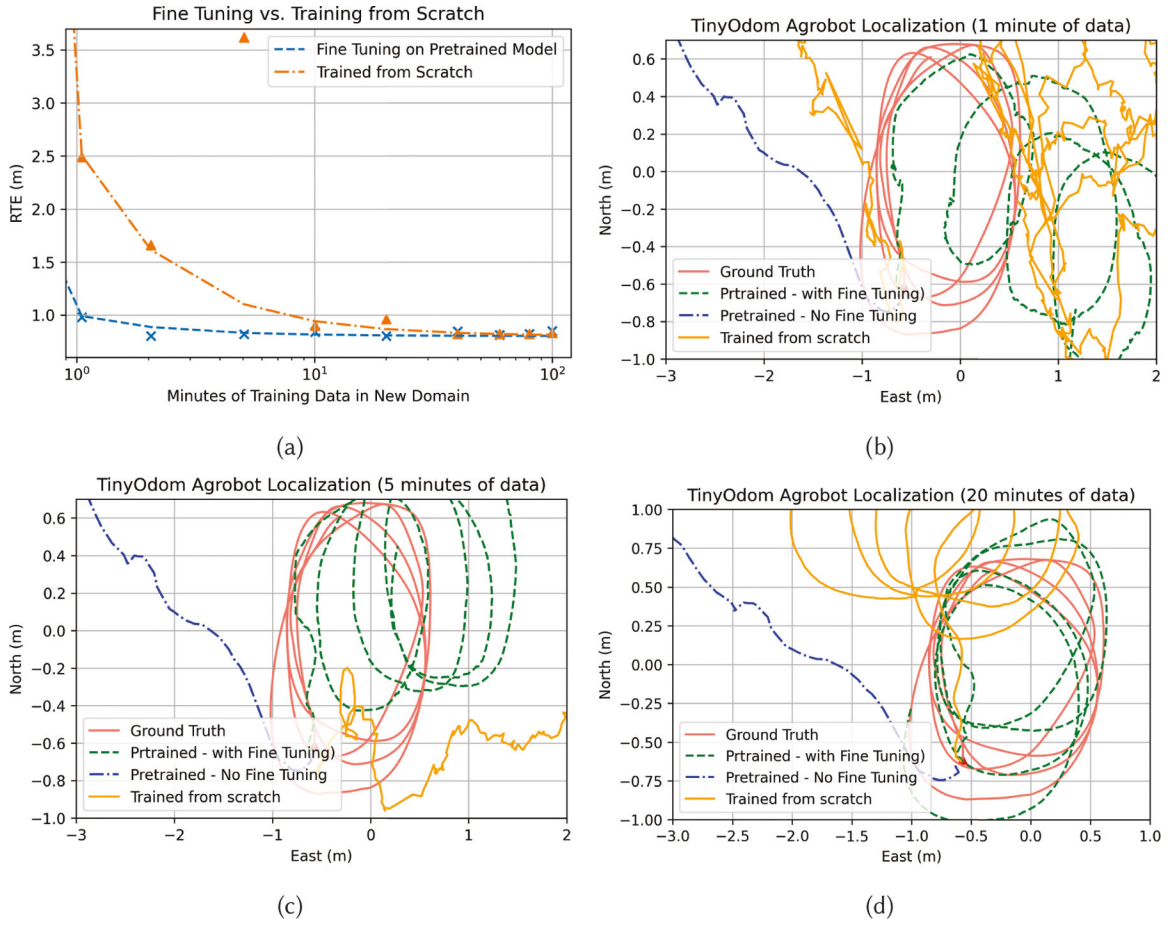 Fine Tuning vs. Training from Scratch
3.5
3.0
2.5
2.0
1.5
1.0
RTE (m)
Fine Tuning on Pretrained Model
Trained from Scratch
10⁰
10¹
10²
Minutes of Training Data in New Domain
(a)
TinyOdom Agrobot Localization (1 minute of data)
0.6
0.4
0.2
0.0
−0.2
−0.4
−0.6
−0.8
−1.0
North (m)
Ground Truth
Prtrained - with Fine Tuning)
Pretrained - No Fine Tuning
Trained from scratch
−3
−2
−1
0
1
2
East (m)
(b)
TinyOdom Agrobot Localization (5 minutes of data)
0.6
0.4
0.2
0.0
−0.2
−0.4
−0.6
−0.8
−1.0
North (m)
Ground Truth
Prtrained - with Fine Tuning)
Pretrained - No Fine Tuning
Trained from scratch
−3
−2
−1
0
1
2
East (m)
(c)
TinyOdom Agrobot Localization (20 minutes of data)
1.00
0.75
0.50
0.25
0.00
−0.25
−0.50
−0.75
−1.00
North (m)
Ground Truth
Prtrained - with Fine Tuning)
Pretrained - No Fine Tuning
Trained from scratch
−3.0
−2.5
−2.0
−1.5
−1.0
−0.5
0.0
0.5
1.0
East (m)
(d)